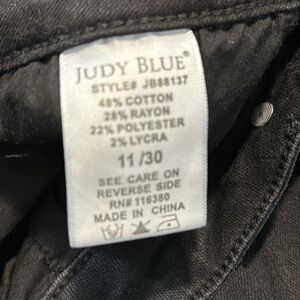 JUDY BLUE®
STYLE# JB88137
48% COTTON
28% RAYON
22% POLYESTER
2% LYCRA
11 /30
SEE CARE ON
REVERSE SIDE
RN# 116380
MADE IN CHINA